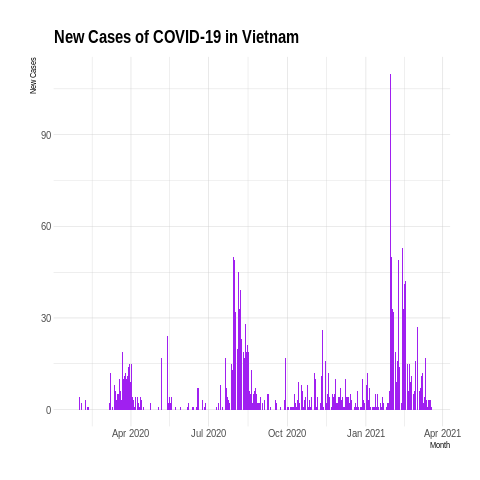 New Cases of COVID-19 in Vietnam
New Cases
90
60
30
0
Apr 2020 Jul 2020 Oct 2020 Jan 2021 Apr 2021
Month